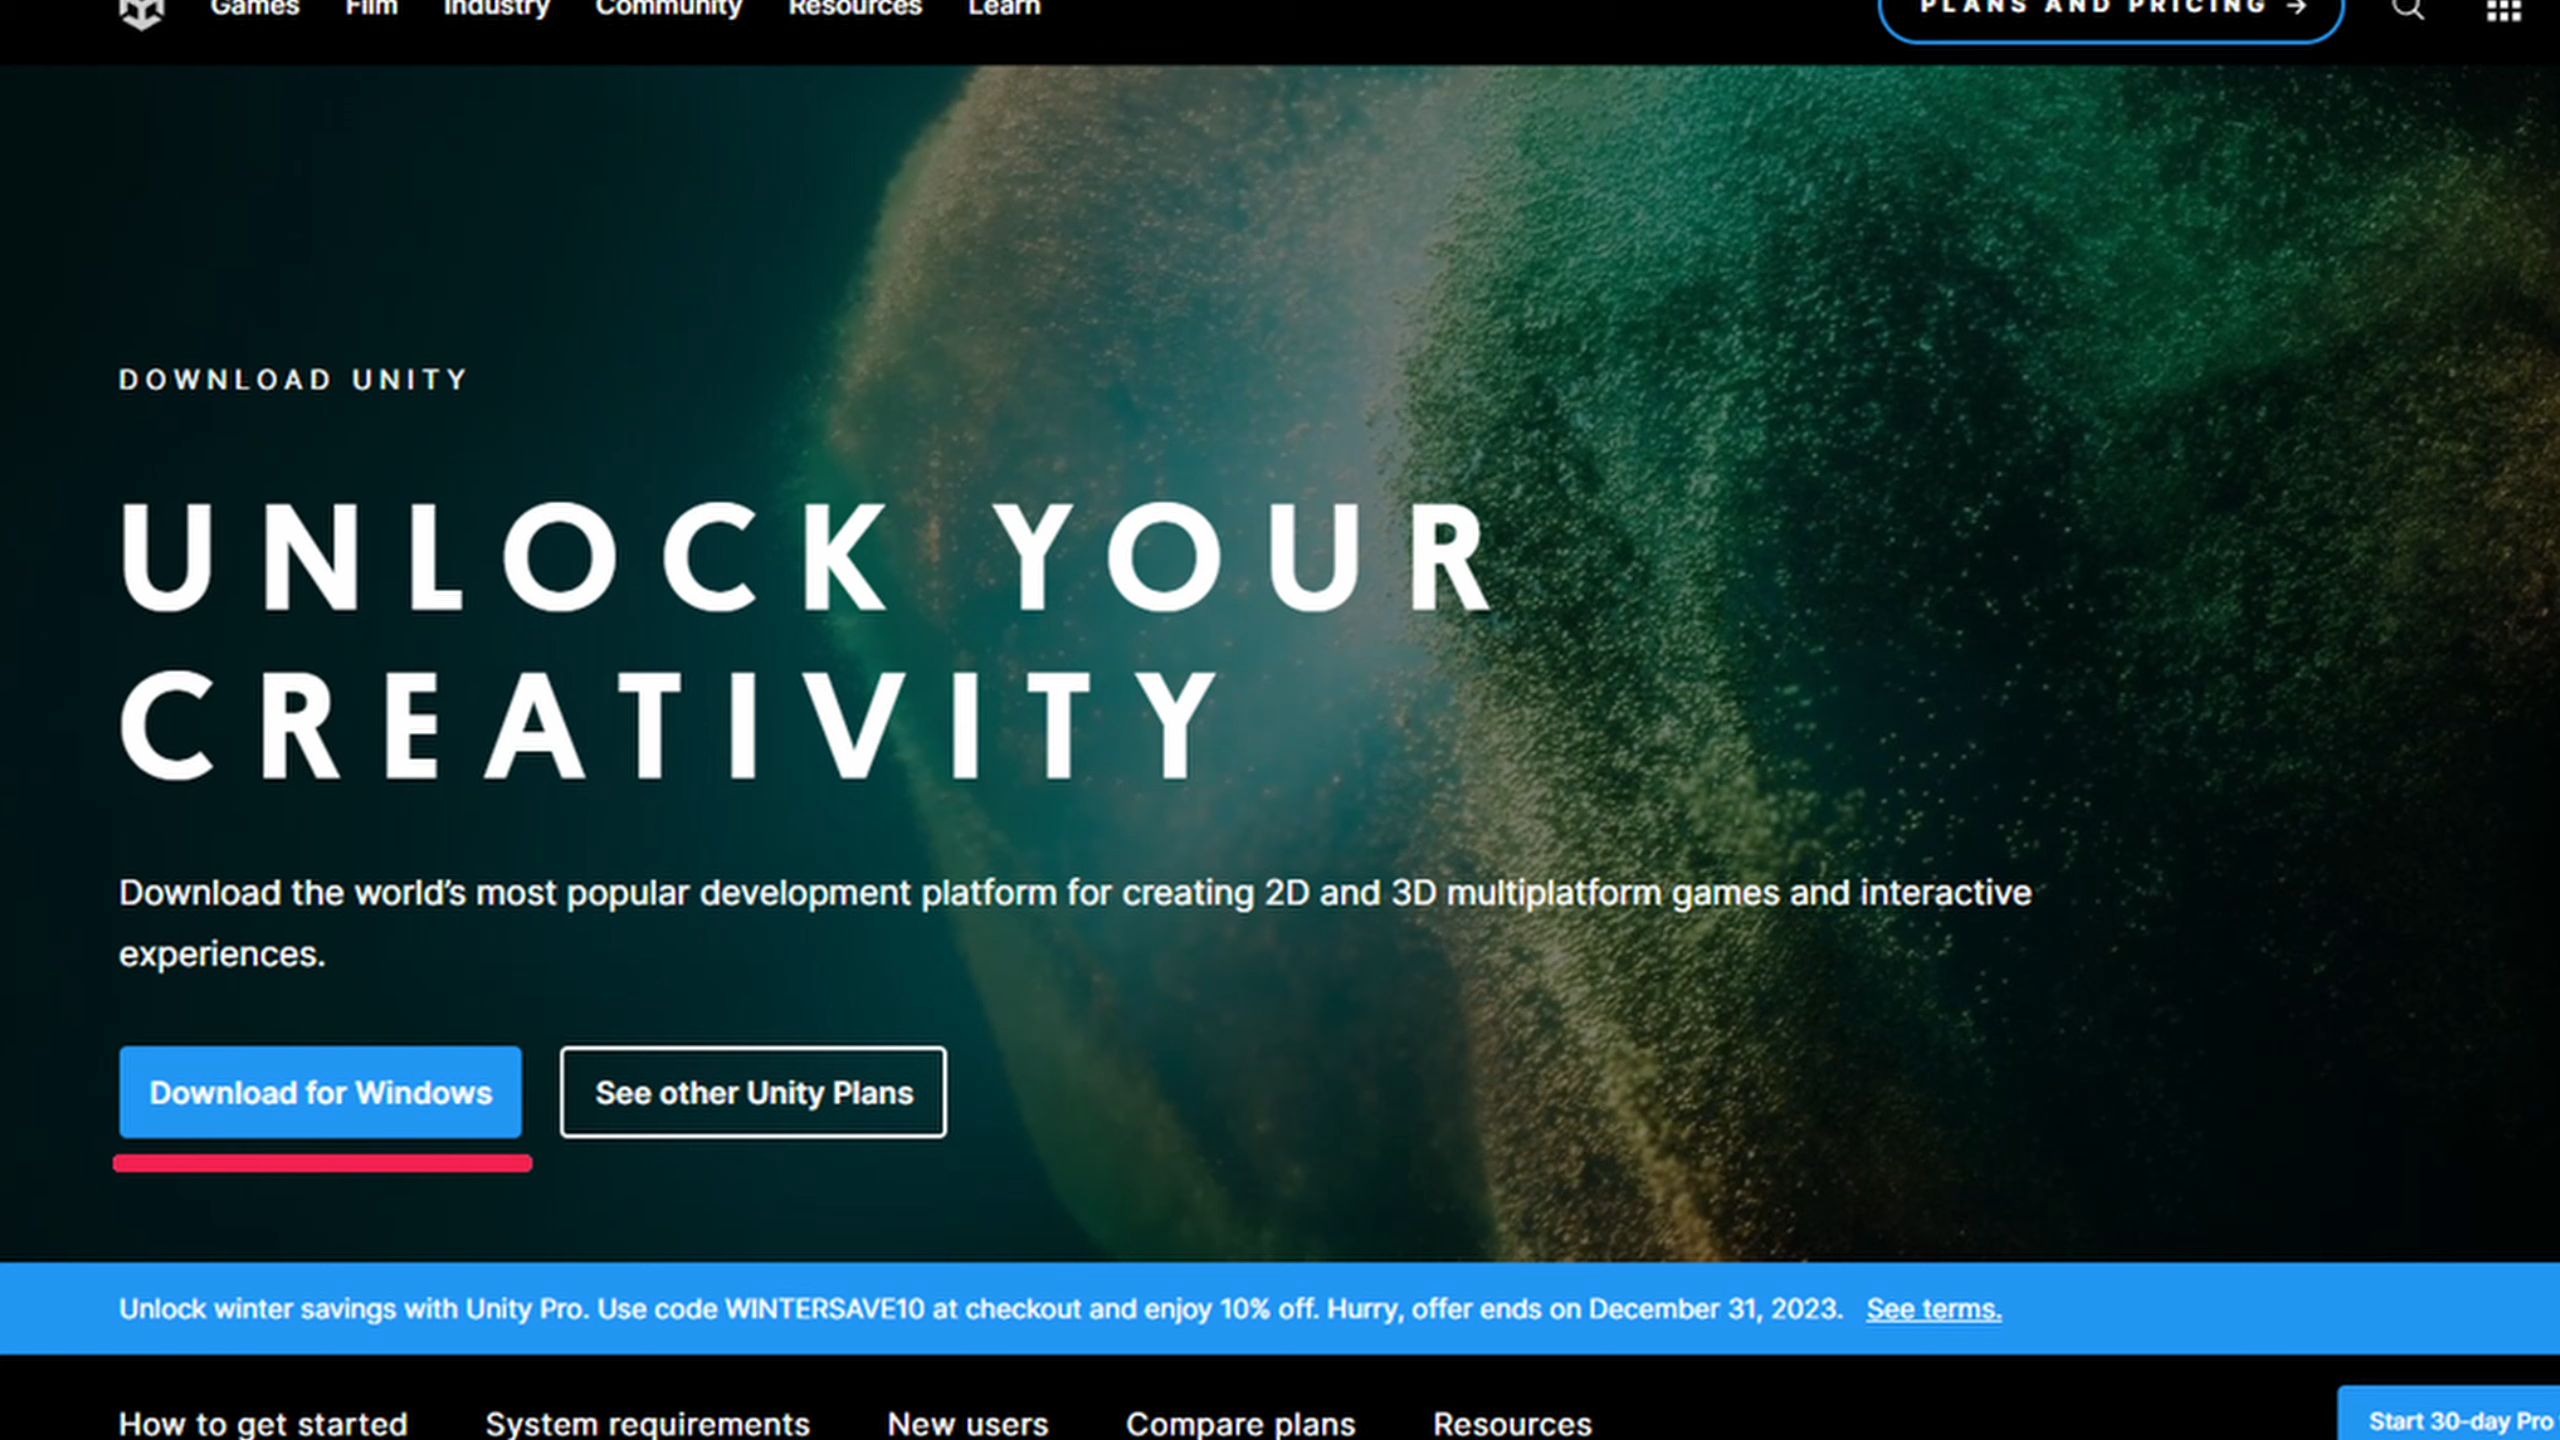 Games Film Industry Community Resources Learn PLANS AND PRICING →
DOWNLOAD UNITY
UNLOCK YOUR
CREATIVITY
Download the world's most popular development platform for creating 2D and 3D multiplatform games and interactive
experiences.
Download for Windows See other Unity Plans
Unlock winter savings with Unity Pro. Use code WINTERSAVE10 at checkout and enjoy 10% off. Hurry, offer ends on December 31, 2023. See terms.
How to get started System requirements New users Compare plans Resources Start 30-day Pro